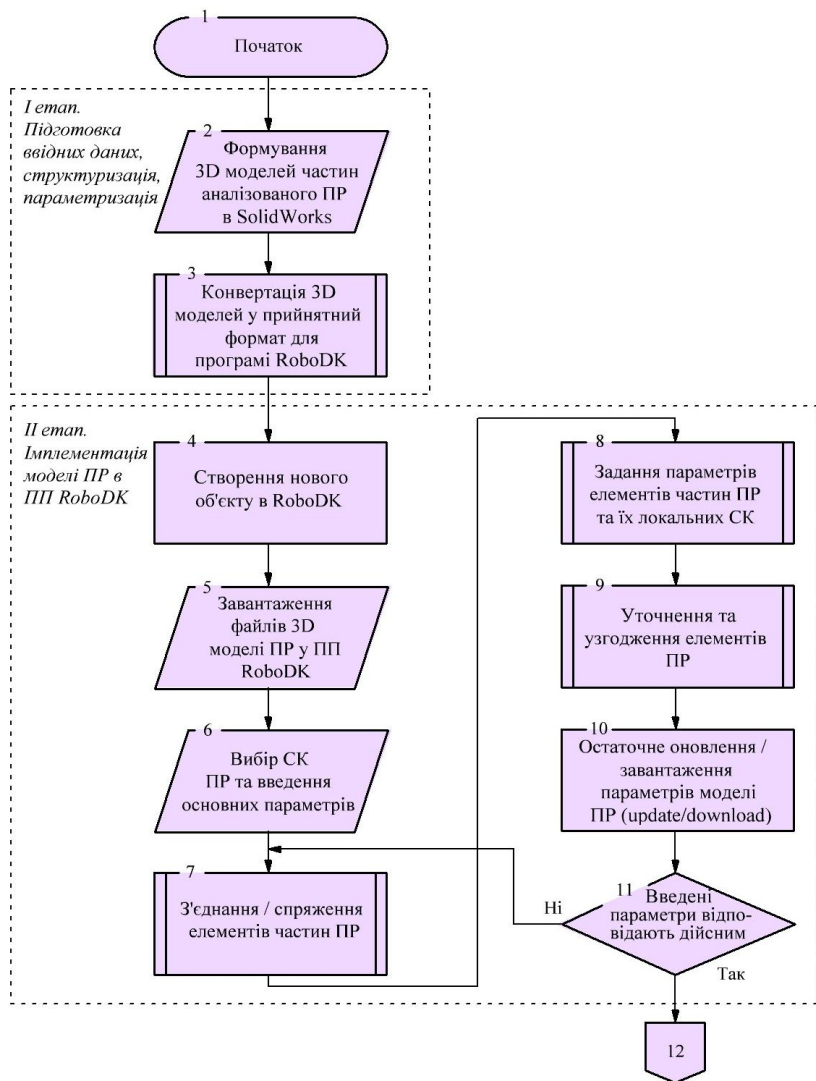 1
Початок
І етап.
Підготовка
ввідних даних,
структуризація,
параметризація
2
Формування
3D моделей частин
аналізованого ПР
в SolidWorks
3
Конвертація 3D
моделей у прийнятний
формат для
програмі RoboDK
ІІ етап.
Імплементація
моделі ПР в
ПП RoboDK
4
Створення нового
об'єкту в RoboDK
5
Завантаження
файлів 3D
моделі ПР у ПП
RoboDK
6
Вибір СК
ПР та введення
основних параметрів
7
З'єднання / спряження
елементів частин ПР
8
Задання параметрів
елементів частин ПР
та їх локальних СК
9
Уточнення та
узгодження елементів
ПР
10
Остаточне оновлення /
завантаження
параметрів моделі
ПР (update/download)
11
Введені
параметри відпо-
відають дійсним
Ні
Так
12